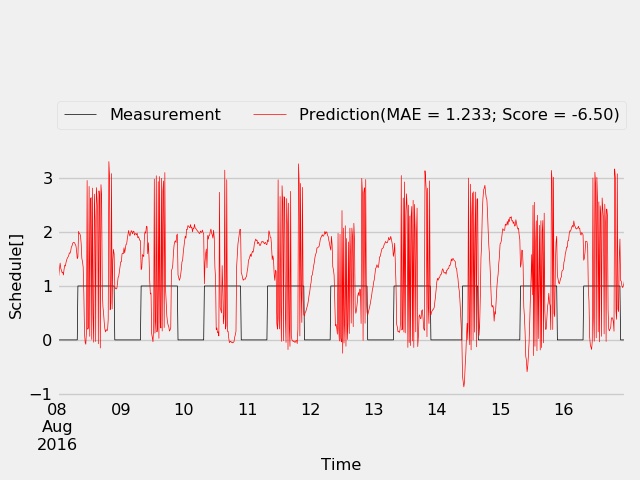 Measurement Prediction(MAE = 1.233; Score = -6.50)
3
2
1
0
−1
Schedule[]
08 09 10 11 12 13 14 15 16
Aug
2016
Time